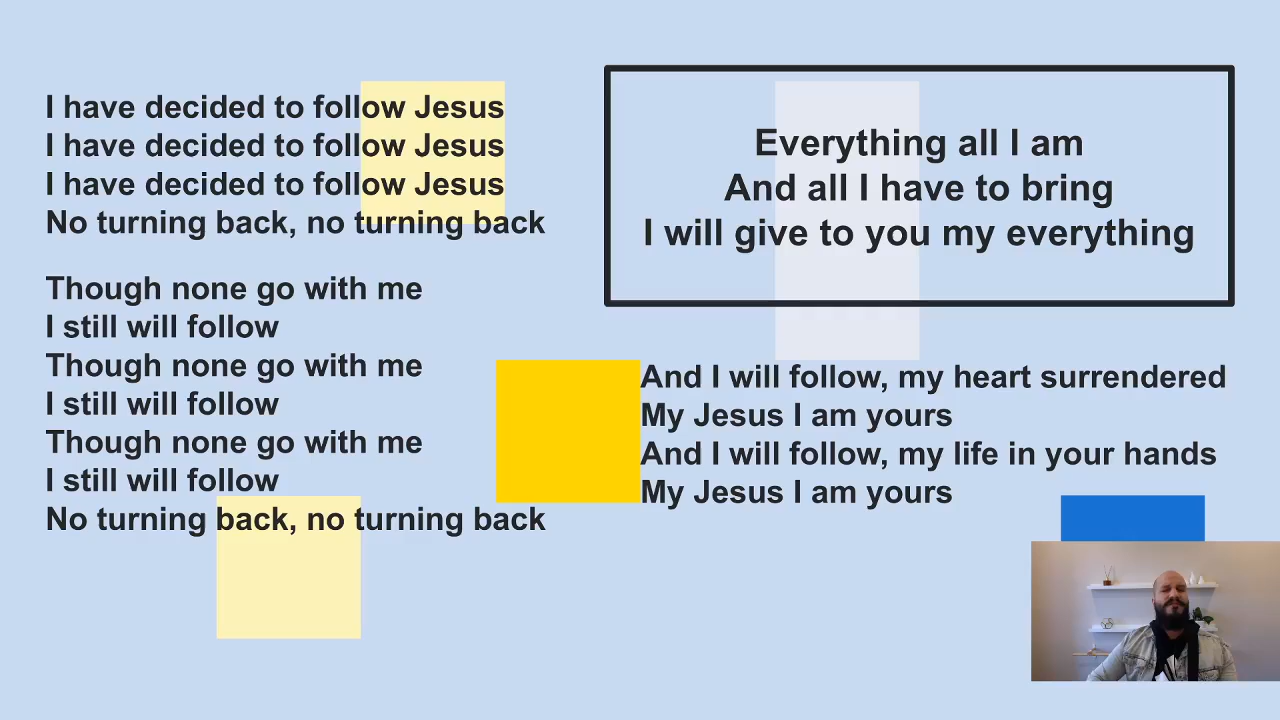 I have decided to follow Jesus
I have decided to follow Jesus
I have decided to follow Jesus
No turning back, no turning back
Though none go with me
I still will follow
Though none go with me
I still will follow
Though none go with me
I still will follow
No turning back, no turning back
Everything all I am
And all I have to bring
I will give to you my everything
And I will follow, my heart surrendered
My Jesus I am yours
And I will follow, my life in your hands
My Jesus I am yours